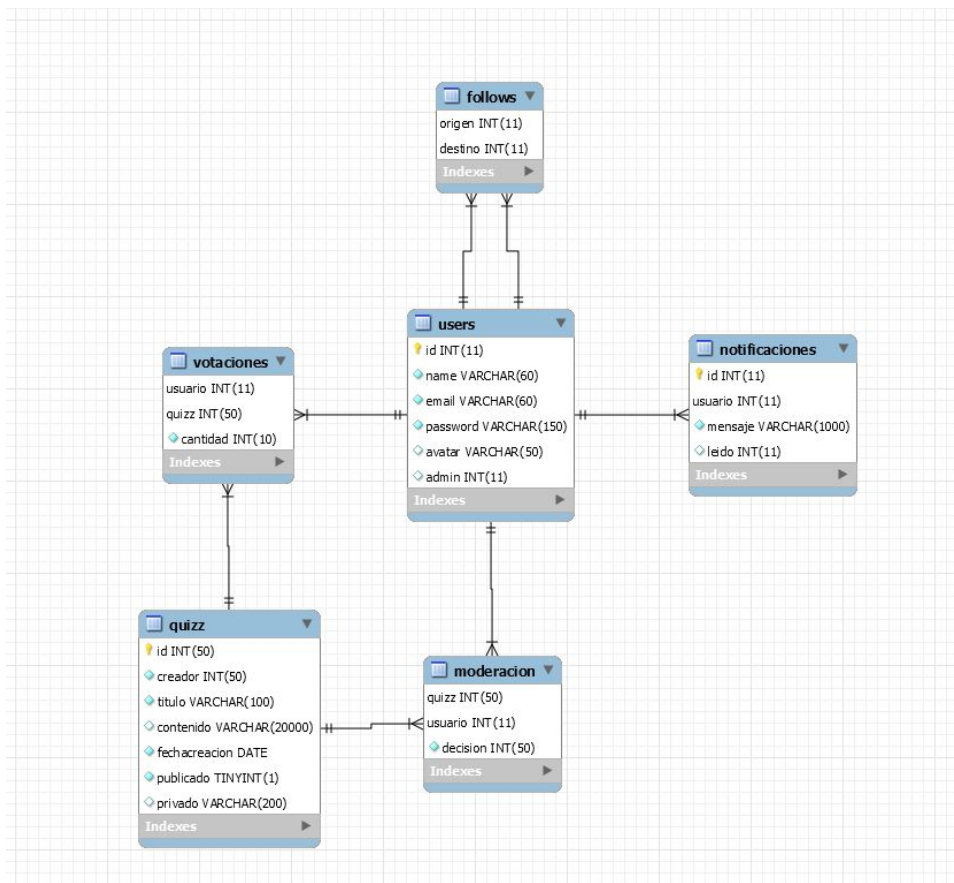 follows
origen INT(11)
destino INT(11)
Indexes
users
id INT(11)
name VARCHAR(60)
email VARCHAR(60)
password VARCHAR(150)
avatar VARCHAR(50)
admin INT(11)
Indexes
votaciones
usuario INT(11)
quizz INT(50)
cantidad INT(10)
Indexes
notificaciones
id INT(11)
usuario INT(11)
mensaje VARCHAR(1000)
leido INT(11)
Indexes
quizz
id INT(50)
creador INT(50)
titulo VARCHAR(100)
contenido VARCHAR(20000)
fechacreacion DATE
publicado TINYINT(1)
privado VARCHAR(200)
Indexes
moderacion
quizz INT(50)
usuario INT(11)
decision INT(50)
Indexes